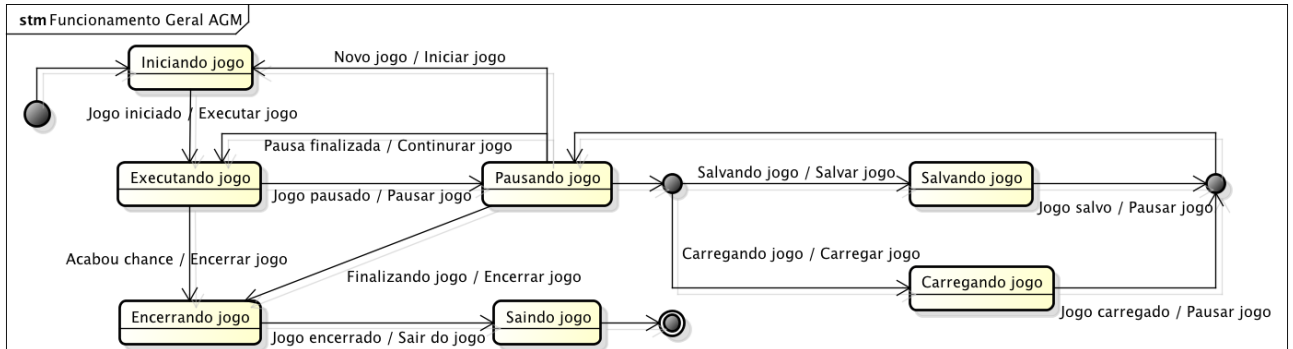 stm Funcionamento Geral AGM
Iniciando jogo
Novo jogo / Iniciar jogo
Jogo iniciado / Executar jogo
Pausa finalizada / Continurar jogo
Executando jogo
Jogo pausado / Pausar jogo
Pausando jogo
Salvando jogo / Salvar jogo
Salvando jogo
Jogo salvo / Pausar jogo
Acabou chance / Encerrar jogo
Finalizando jogo / Encerrar jogo
Carregando jogo / Carregar jogo
Carregando jogo
Jogo carregado / Pausar jogo
Encerrando jogo
Jogo encerrado / Sair do jogo
Saindo jogo